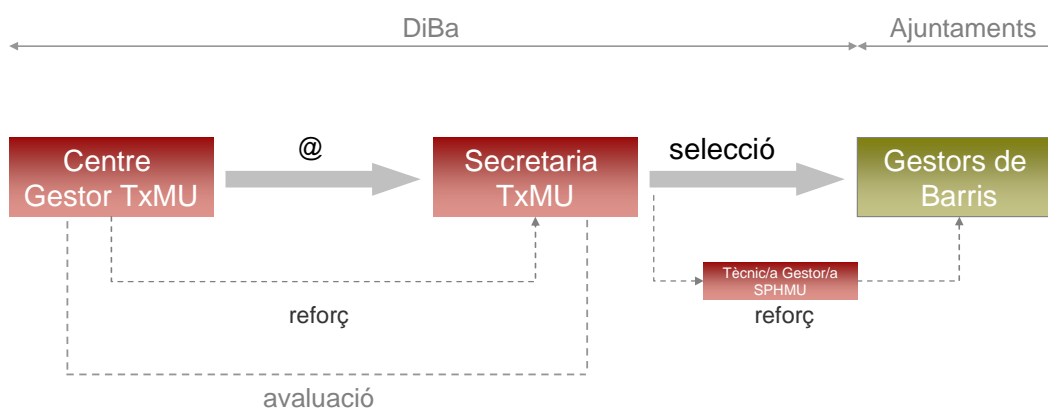 DiBa
Ajuntaments
@
selecció
Centre
Gestor TxMU
Secretaria
TxMU
Gestors de
Barris
Tècnic/a Gestor/a
SPHMU
reforç
reforç
avaluació